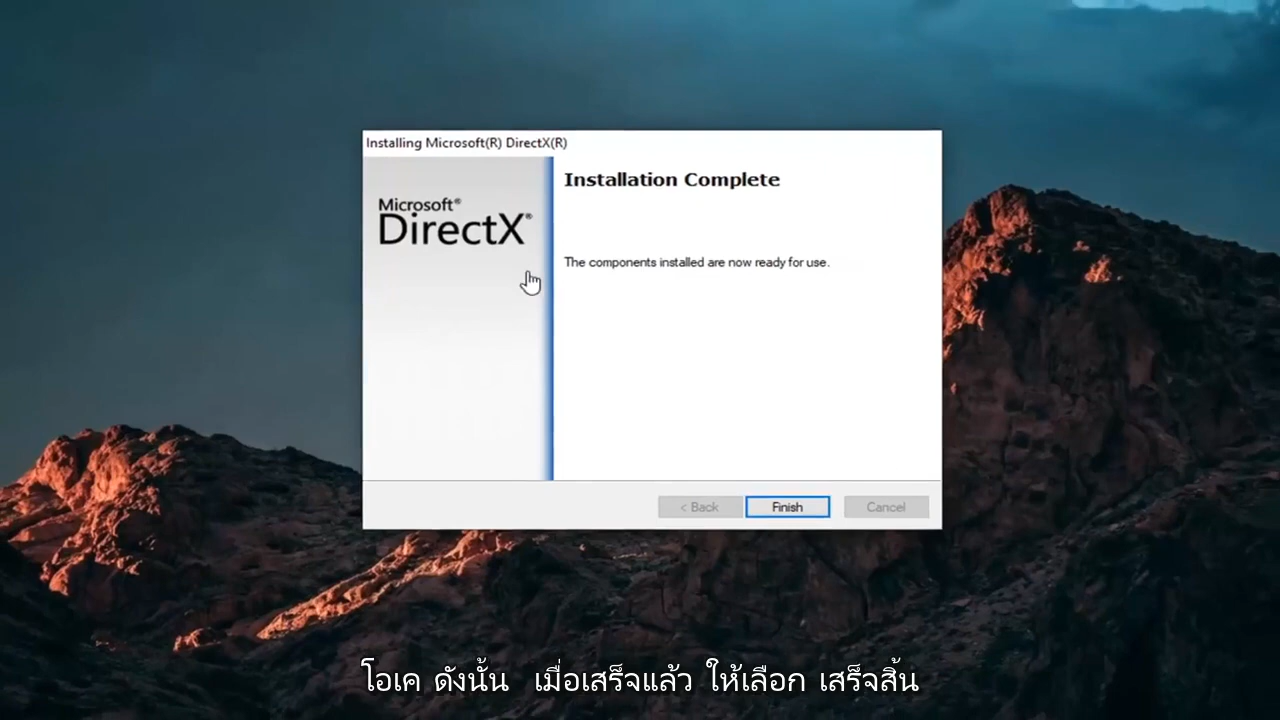 Installing Microsoft(R) DirectX(R)
Microsoft®
DirectX®
Installation Complete
The components installed are now ready for use.
< Back
Finish
Cancel
โอเค ดังนั้น เมื่อเสร็จแล้ว ให้เลือก เสร็จสิ้น